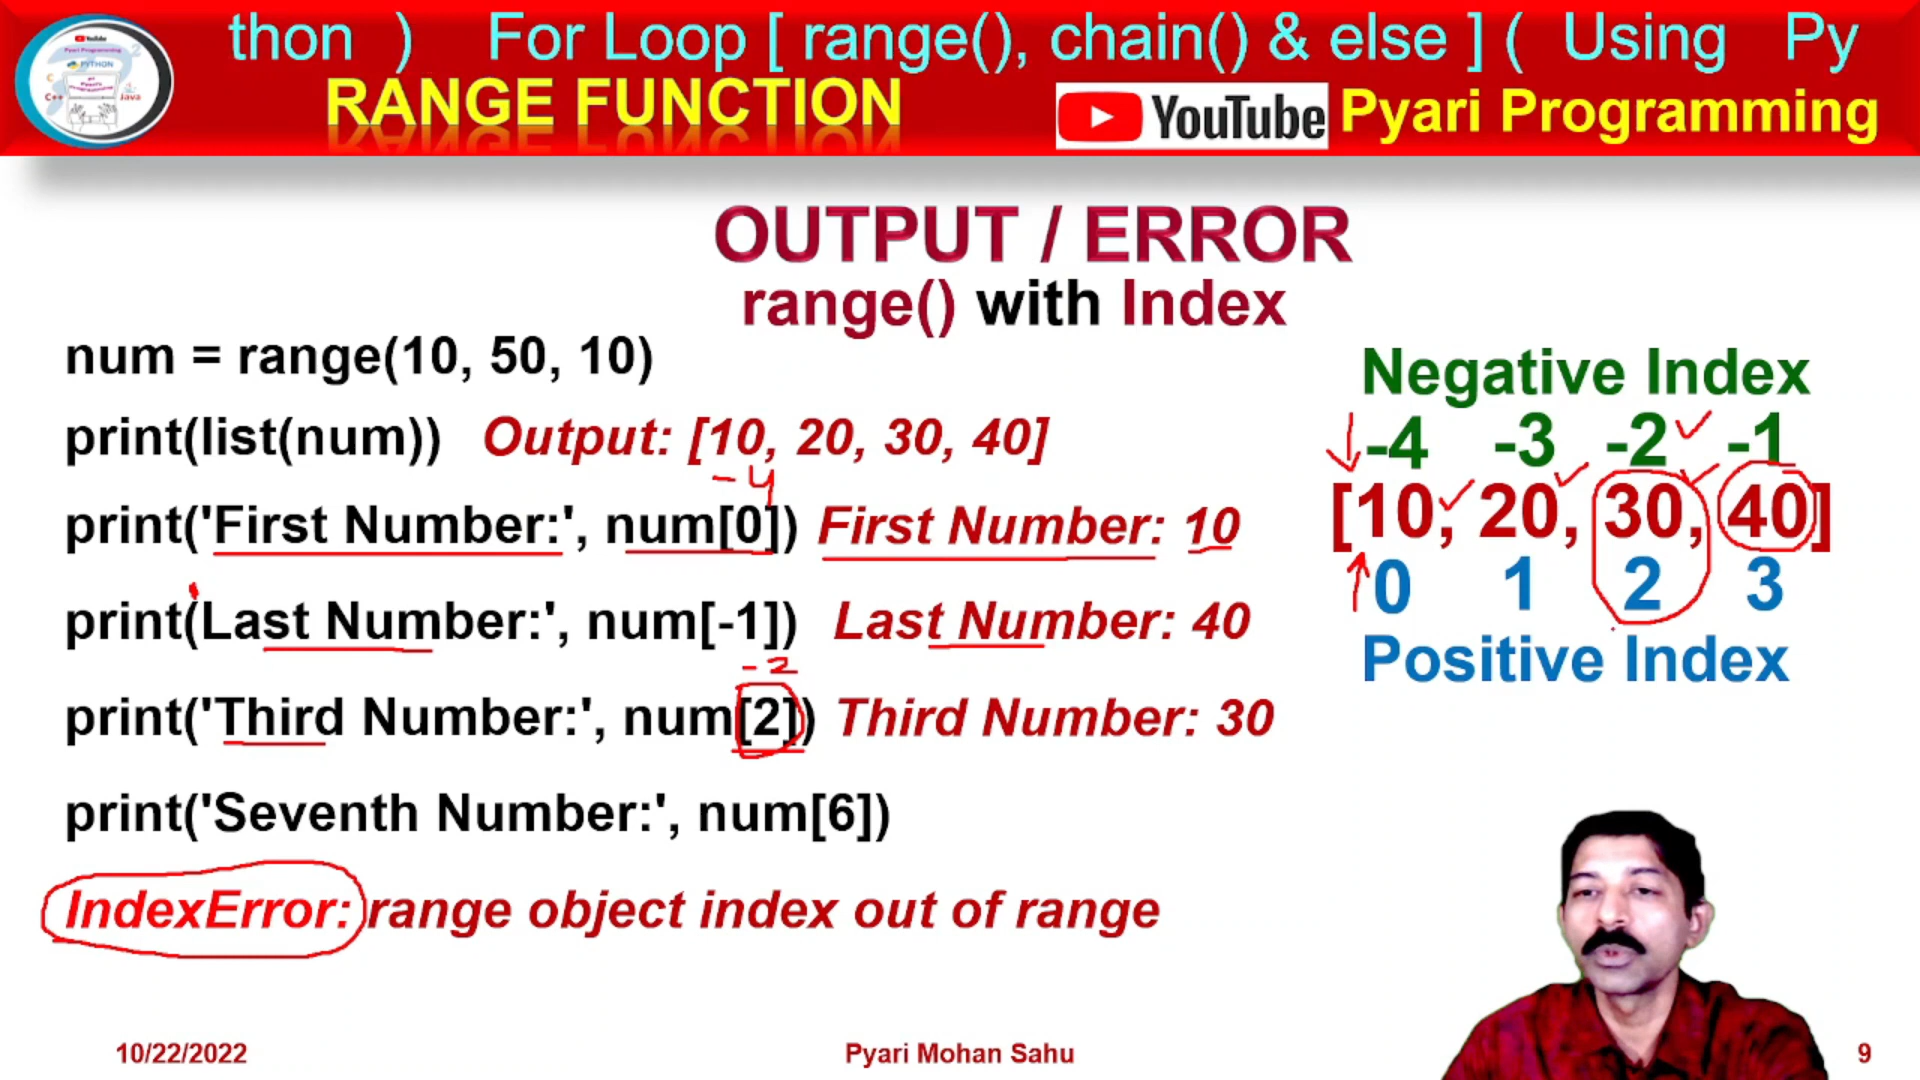 thon ) For Loop [ range(), chain() & else ] ( Using Py
RANGE FUNCTION
YouTube
Pyari Programming
PYTHON
C
C++
Java
OUTPUT / ERROR
range() with Index
num = range(10, 50, 10)
print(list(num)) Output: [10, 20, 30, 40]
-4
print('First Number:', num[0]) First Number: 10
print(Last Number:', num[-1]) Last Number: 40
-2
print('Third Number:', num[2]) Third Number: 30
print('Seventh Number:', num[6])
IndexError: range object index out of range
Negative Index
-4 -3 -2 -1
[10, 20, 30, 40]
0 1 2 3
Positive Index
10/22/2022
Pyari Mohan Sahu
9